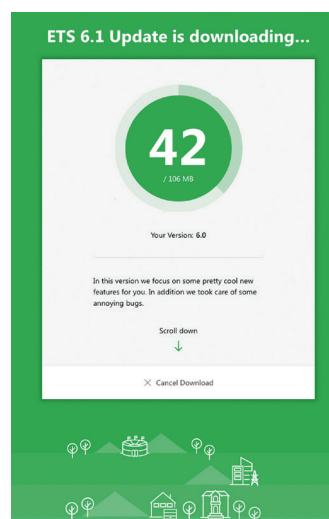 ETS 6.1 Update is downloading...
42
/ 106 MB
Your Version: 6.0
In this version we focus on some pretty cool new
features for you. In addition we took care of some
annoying bugs.
Scroll down
Cancel Download